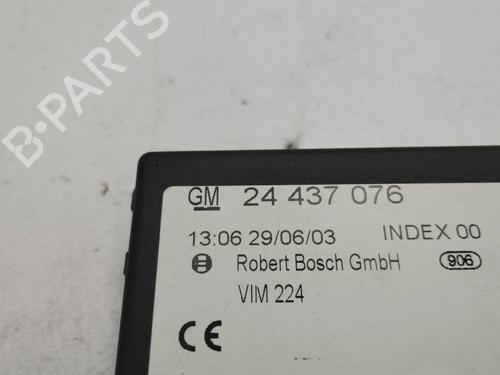 B-PARTS
GM 24 437 076
13:06 29/06/03 INDEX 00
Robert Bosch GmbH 906
VIM 224
CE